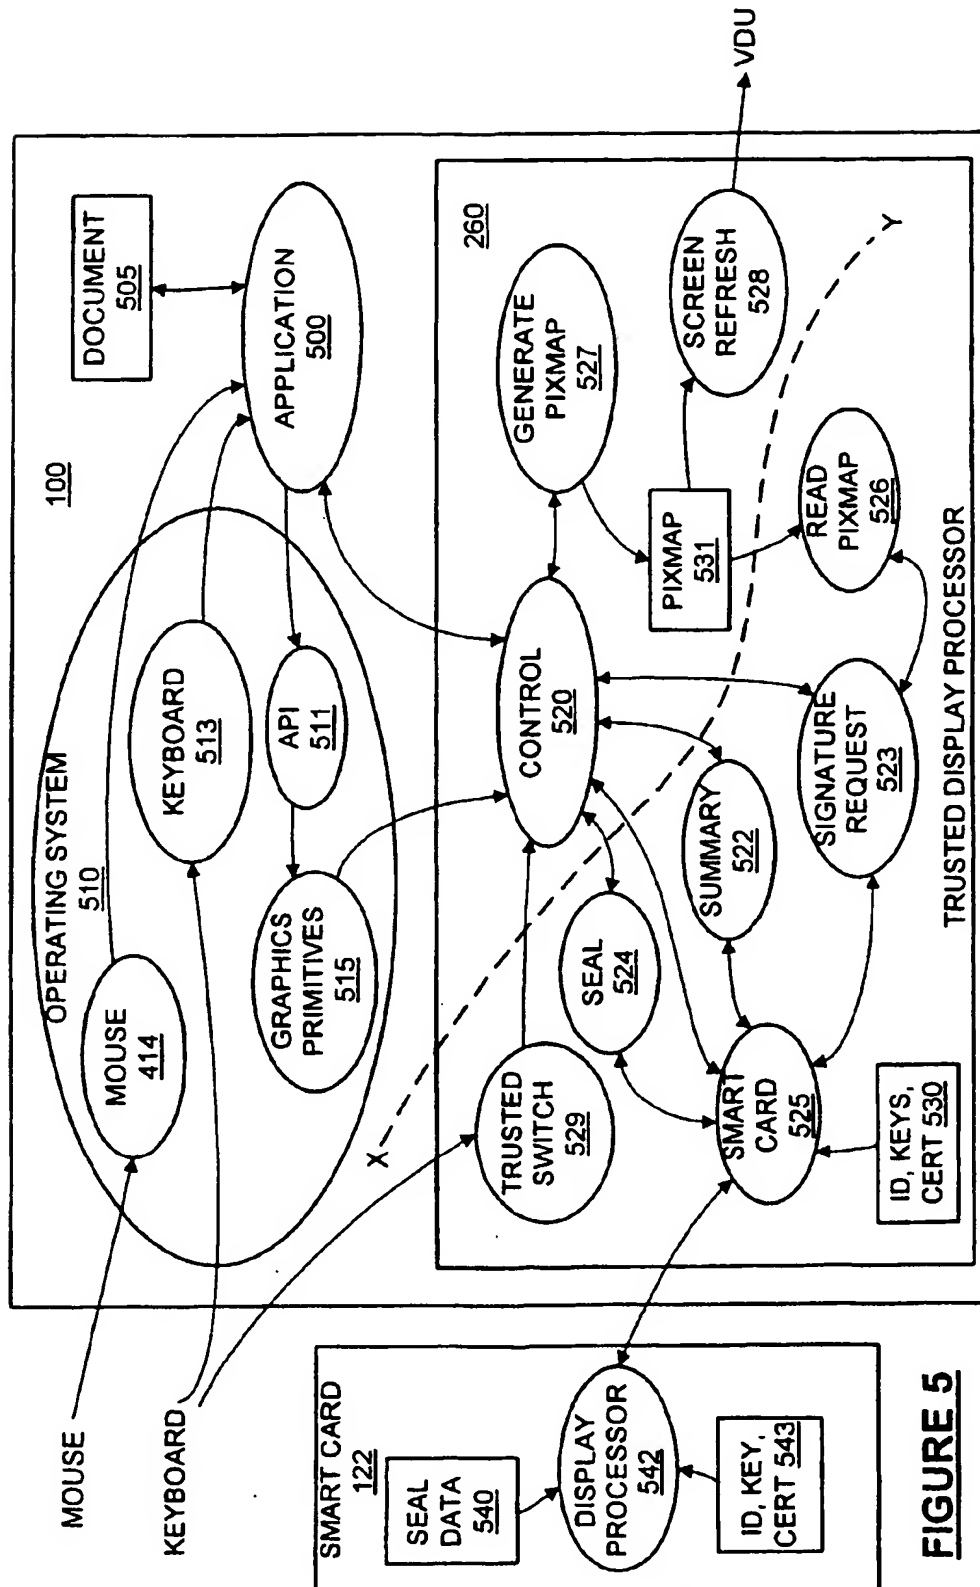 MOUSE
KEYBOARD
100
OPERATING SYSTEM
510
MOUSE
414
KEYBOARD
513
API
511
GRAPHICS
PRIMITIVES
515
DOCUMENT
505
APPLICATION
500
X
260
TRUSTED
SWITCH
529
CONTROL
520
GENERATE
PIXMAP
527
SEAL
524
PIXMAP
531
SCREEN
REFRESH
528
VDU
Y
SUMMARY
522
SMART
CARD
525
SIGNATURE
REQUEST
523
READ
PIXMAP
526
ID, KEYS,
CERT 530
TRUSTED DISPLAY PROCESSOR
SMART CARD
122
SEAL
DATA
540
DISPLAY
PROCESSOR
542
ID, KEY,
CERT 543
FIGURE 5